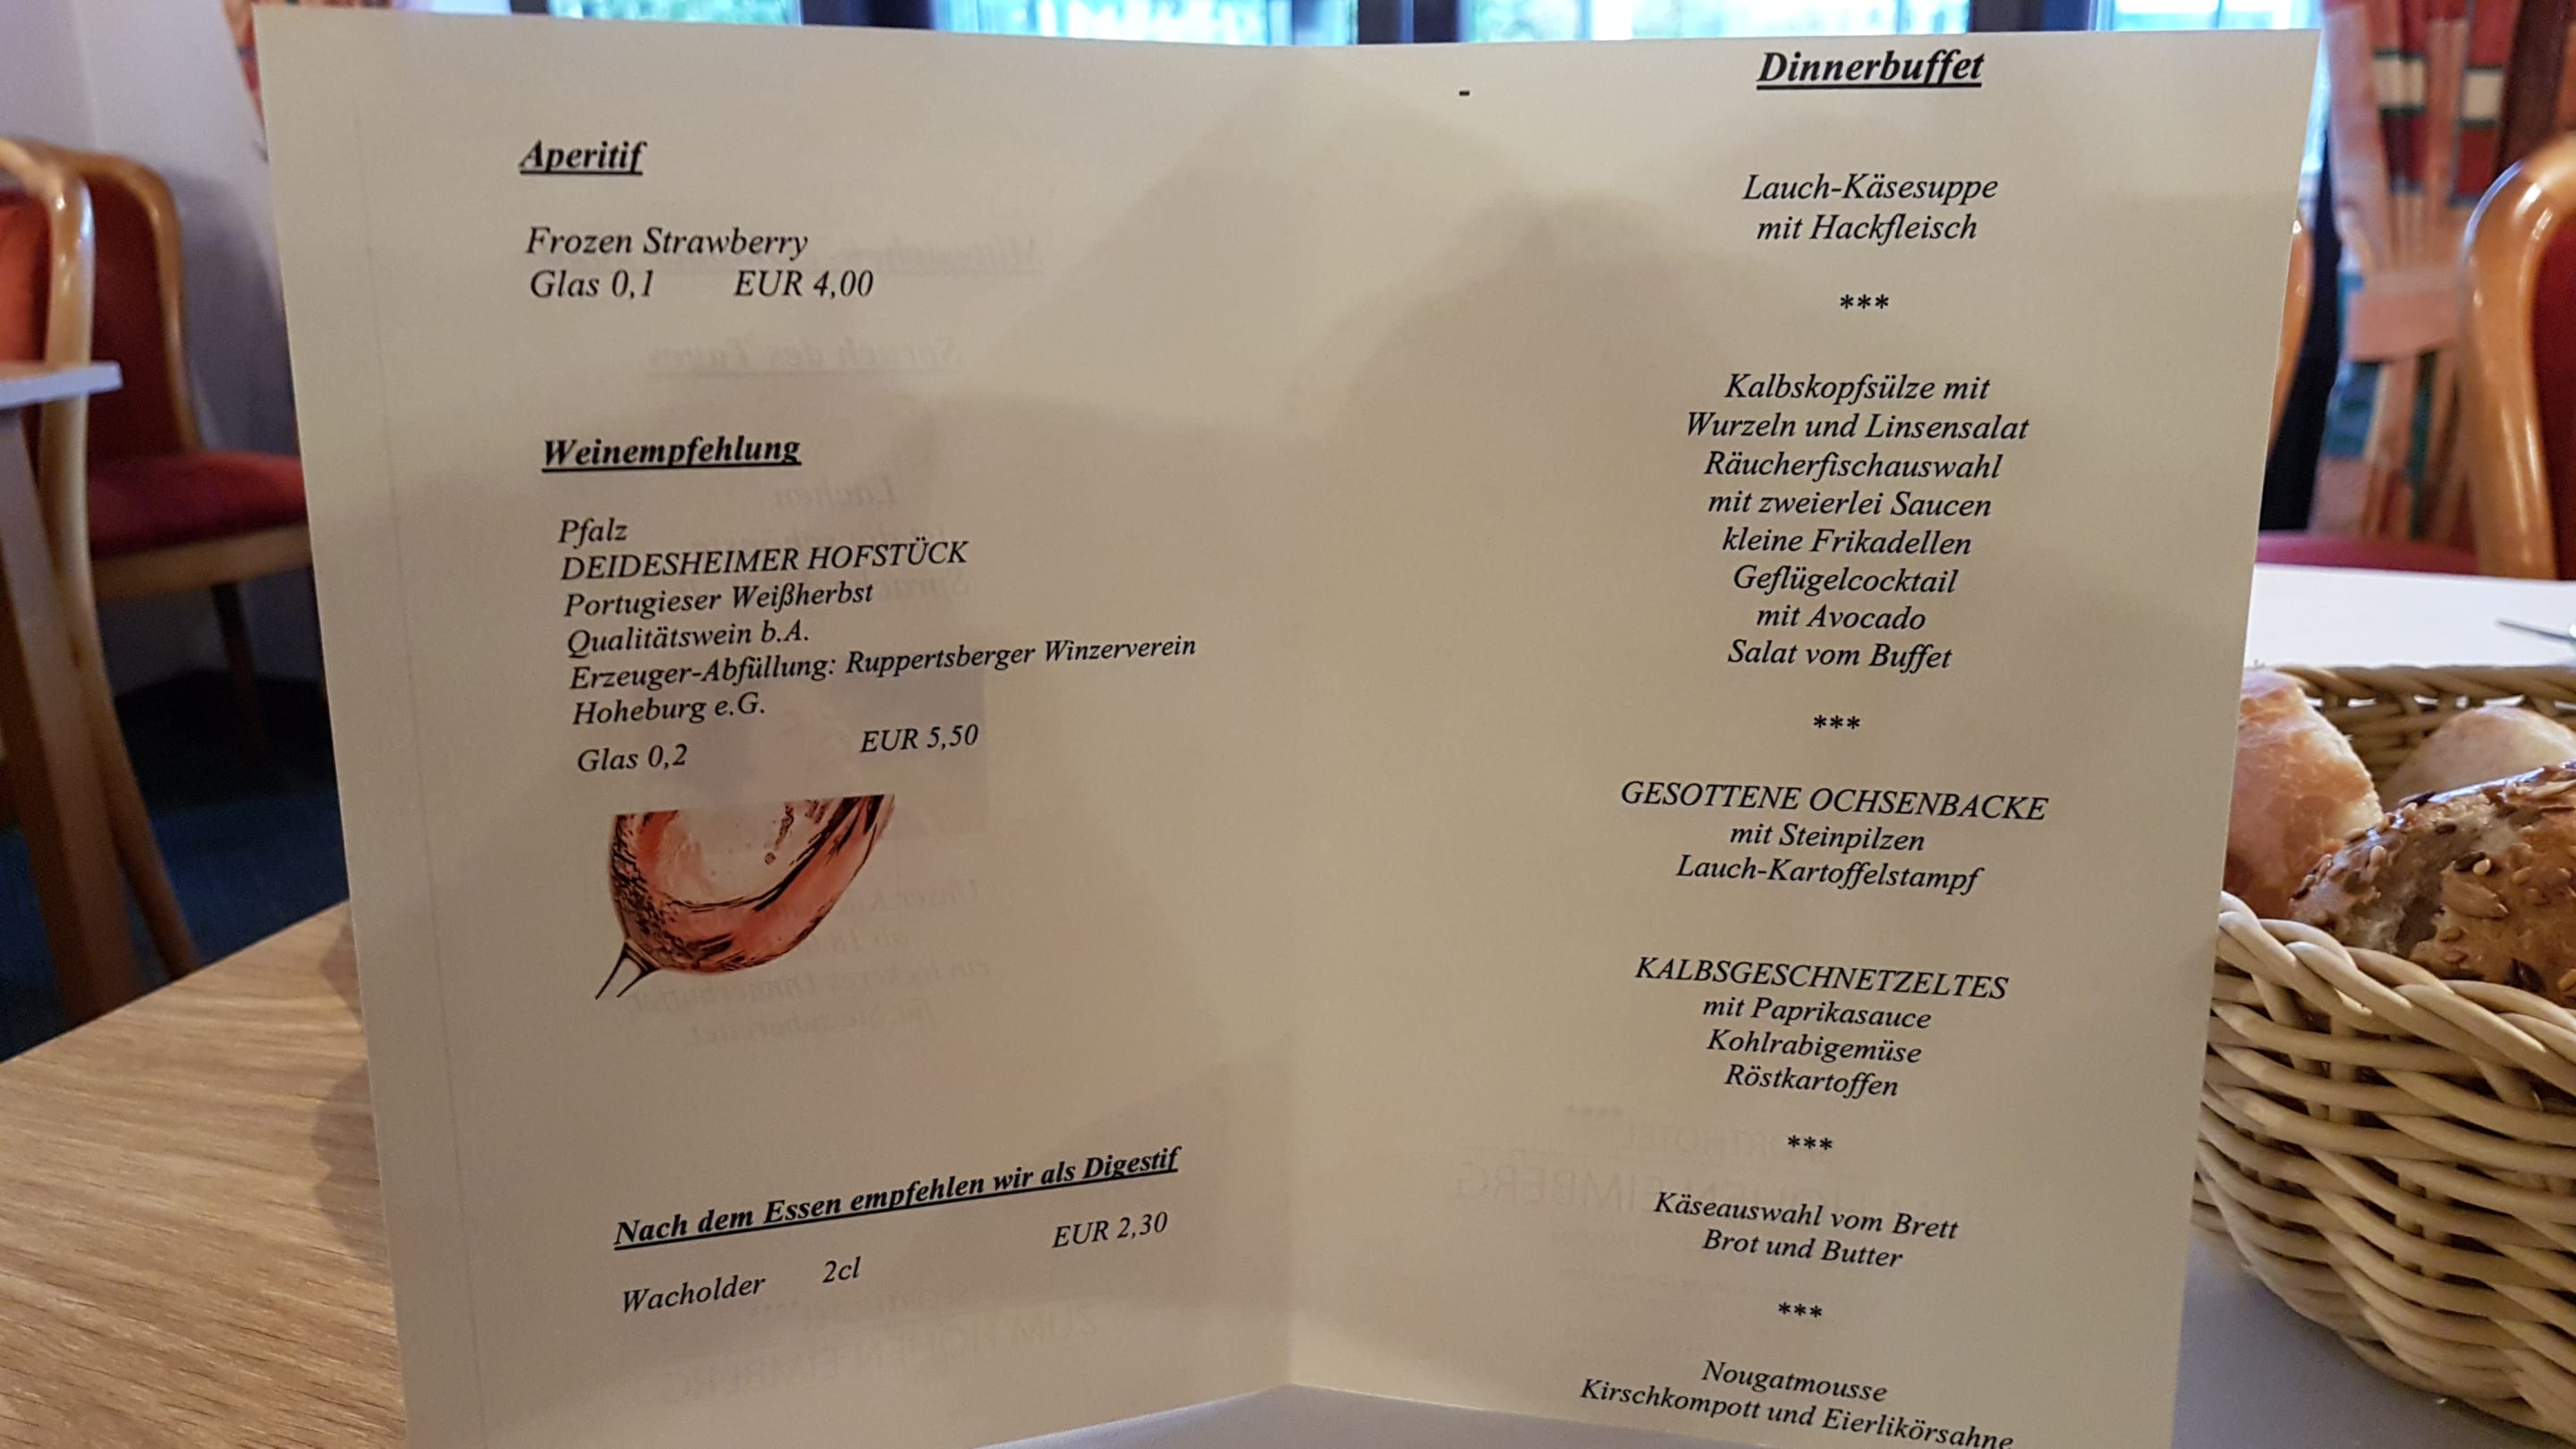 Aperitif
Frozen Strawberry
Glas 0,1 EUR 4,00
Weinempfehlung
Pfalz
DEIDESHEIMER HOFSTÜCK
Portugieser Weißherbst
Qualitätswein b.A.
Erzeuger-Abfüllung: Ruppertsberger Winzerverein
Hoheburg e.G.
Glas 0,2 EUR 5,50
Nach dem Essen empfehlen wir als Digestif
Wacholder 2cl EUR 2,30
-
Dinnerbuffet
Lauch-Käsesuppe
mit Hackfleisch
***
Kalbskopfsülze mit
Wurzeln und Linsensalat
Räucherfischauswahl
mit zweierlei Saucen
kleine Frikadellen
Geflügelcocktail
mit Avocado
Salat vom Buffet
***
GESOTTENE OCHSENBACKE
mit Steinpilzen
Lauch-Kartoffelstampf
KALBSGESCHNETZELTES
mit Paprikasauce
Kohlrabigemüse
Röstkartoffen
***
Käseauswahl vom Brett
Brot und Butter
***
Nougatmousse
Kirschkompott und Eierlikörsahne